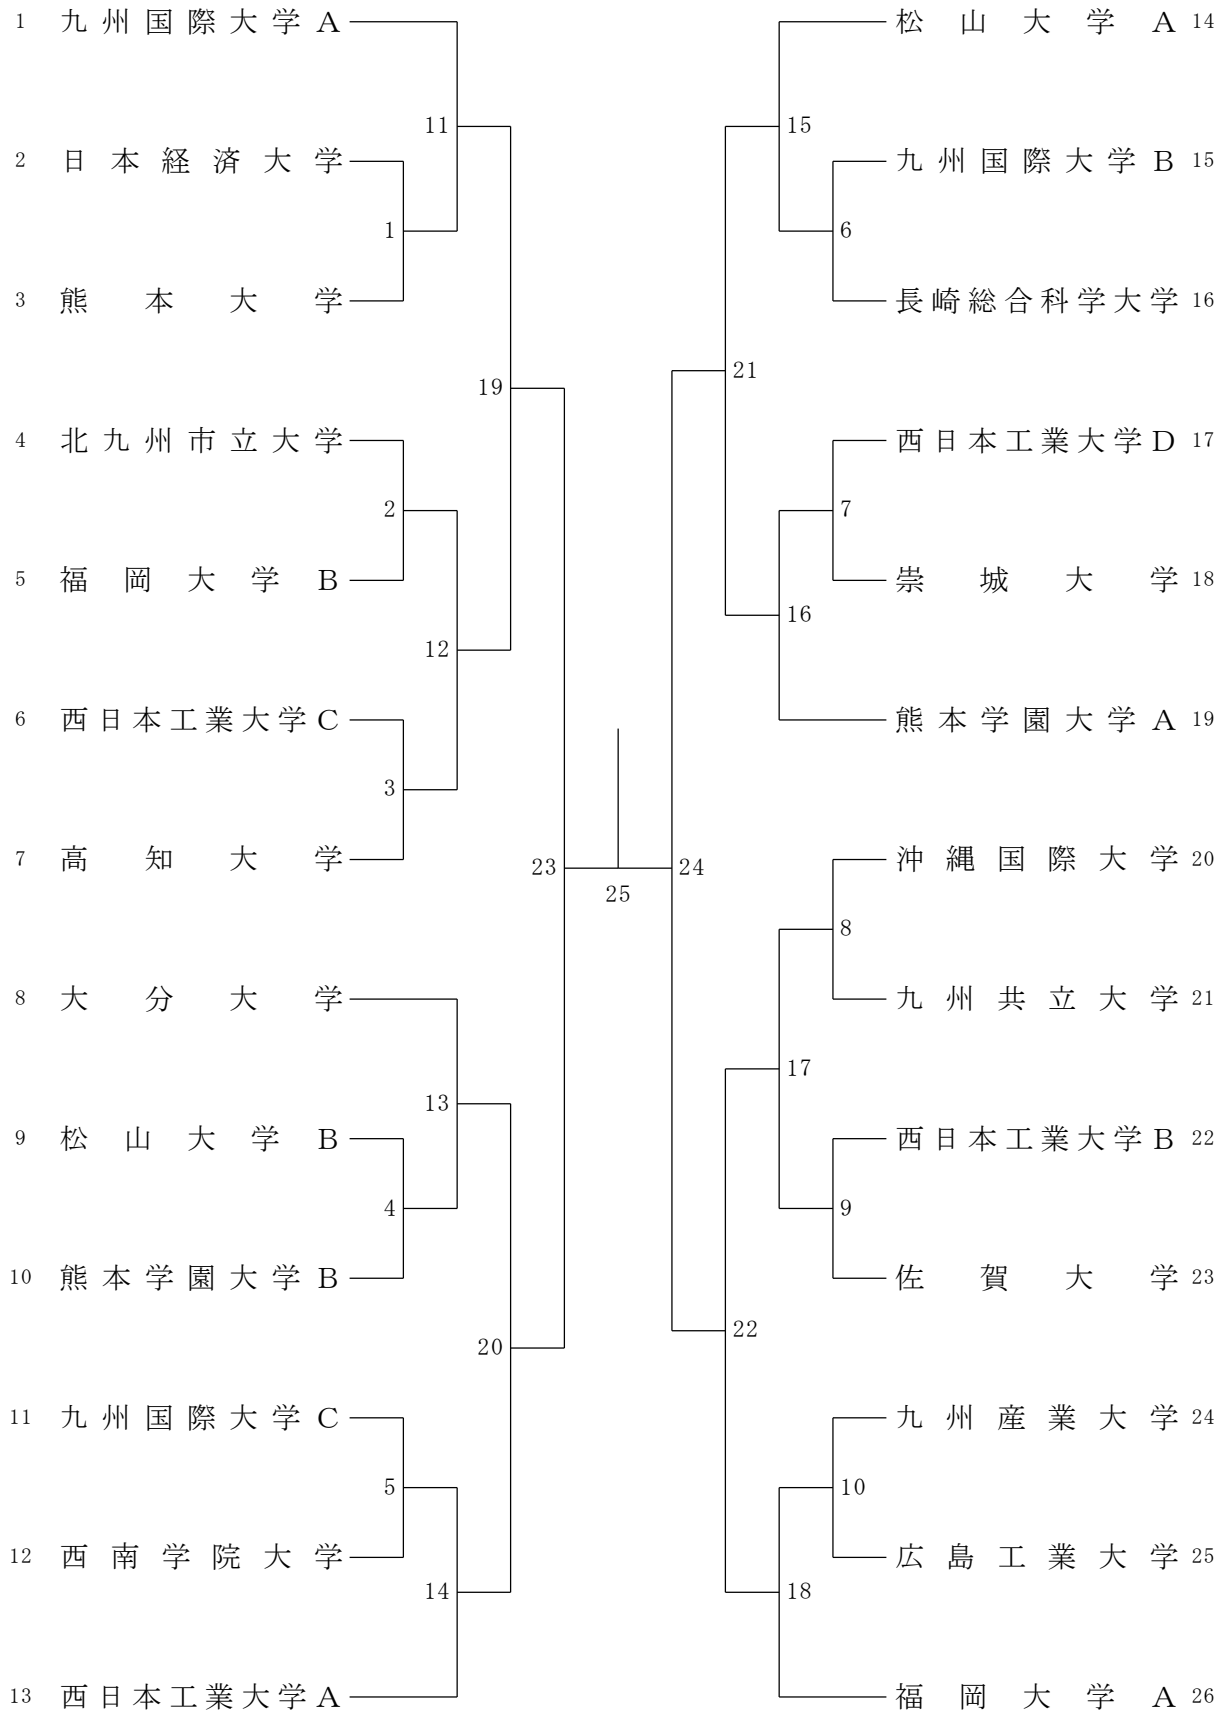 1 九州国際大学A
松山大学A 14
11
15
2 日本経済大学
九州国際大学B 15
1
6
3 熊本大学
長崎総合科学大学 16
21
19
4 北九州市立大学
西日本工業大学D 17
2
7
5 福岡大学B
崇城大学 18
16
12
6 西日本工業大学C
熊本学園大学A 19
3
7 高知大学
沖縄国際大学 20
23
24
25
8
8 大分大学
九州共立大学 21
17
13
9 松山大学B
西日本工業大学B 22
4
9
10 熊本学園大学B
佐賀大学 23
22
20
11 九州国際大学C
九州産業大学 24
5
10
12 西南学院大学
広島工業大学 25
14
18
13 西日本工業大学A
福岡大学A 26